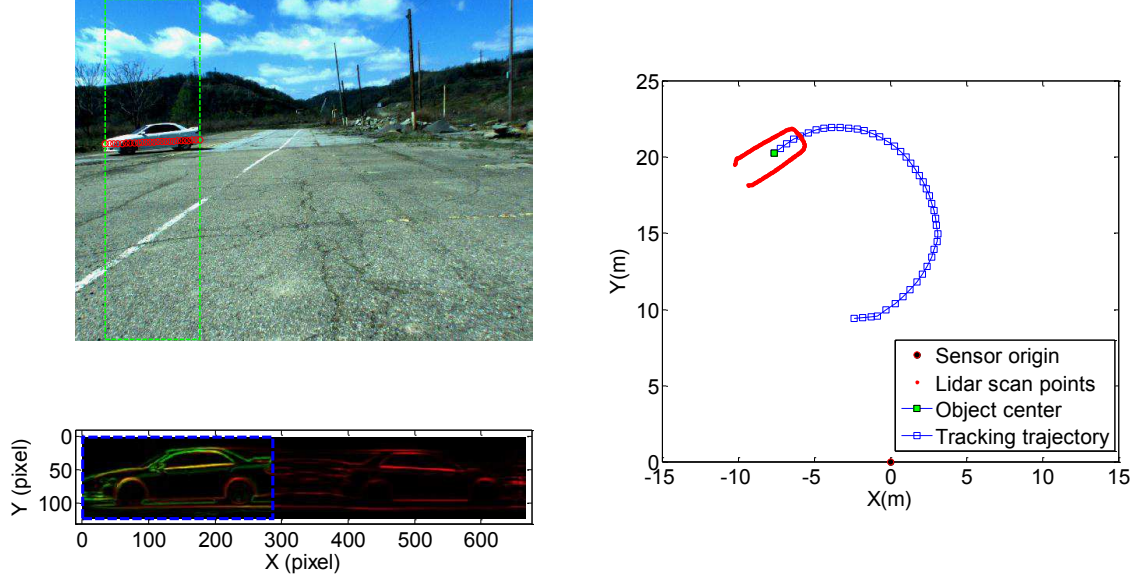 25
20
15
10
5
0
Y(m)
-15 -10 -5 0 5 10 15
X(m)
Sensor origin
Lidar scan points
Object center
Tracking trajectory
0
50
100
Y (pixel)
0 100 200 300 400 500 600
X (pixel)